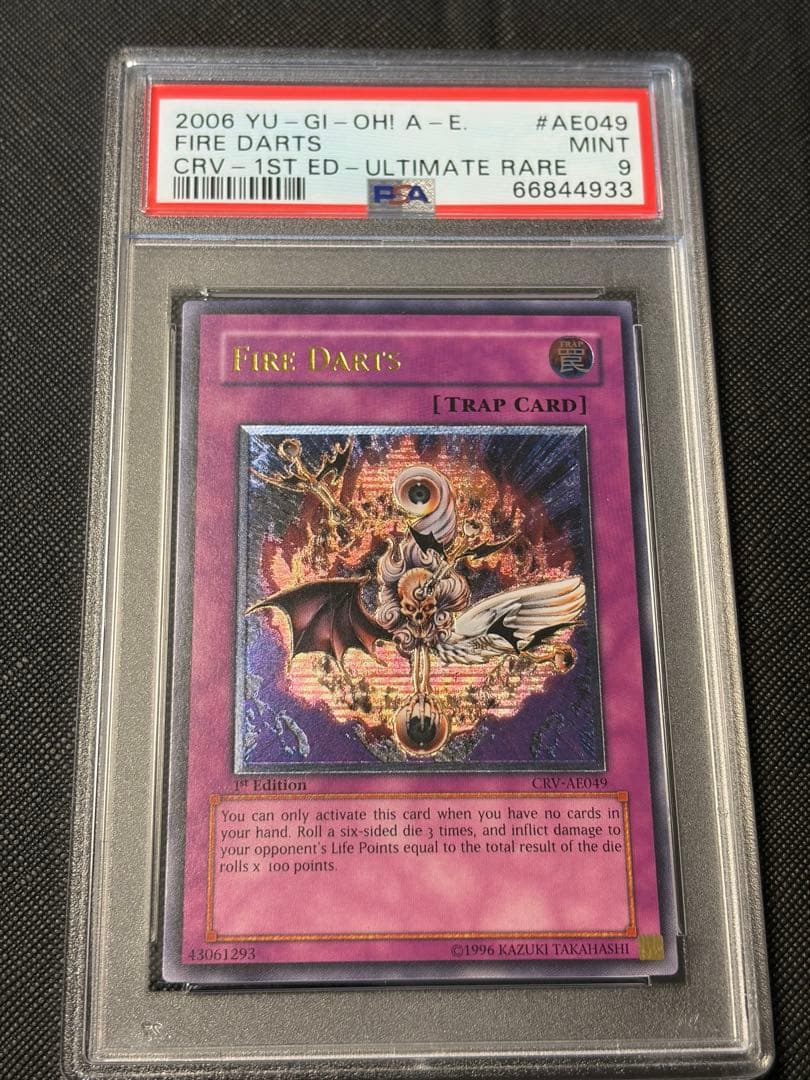 2006 YU-GI-OH! A-E. #AE049
FIRE DARTS MINT
CRV-1ST ED-ULTIMATE RARE 9
PSA 66844933
FIRE DARTS
TRAP
罠
[TRAP CARD]
1st Edition CRV-AE049
You can only activate this card when you have no cards in
your hand. Roll a six-sided die 3 times, and inflict damage to
your opponent's Life Points equal to the total result of the die
rolls x 100 points.
43061293 ©1996 KAZUKI TAKAHASHI